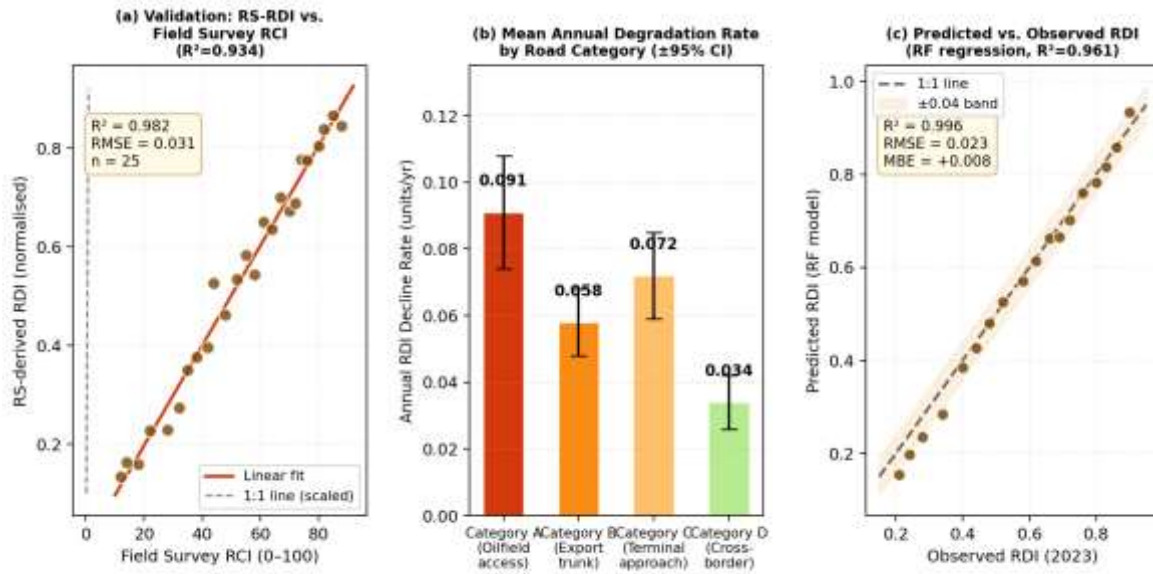 (a) Validation: RS-RDI vs.
Field Survey RCI
(R²=0.934)
RS-derived RDI (normalised)
0.8
0.6
0.4
0.2
R² = 0.982
RMSE = 0.031
n = 25
Linear fit
1:1 line (scaled)
0
20
40
60
80
Field Survey RCI (0–100)
(b) Mean Annual Degradation Rate
by Road Category (±95% CI)
Annual RDI Decline Rate (units/yr)
0.12
0.10
0.08
0.06
0.04
0.02
0.00
0.091
0.058
0.072
0.034
Category A
(Oilfield
access)
Category B
(Export
trunk)
Category C
(Terminal
approach)
Category D
(Cross-
border)
(c) Predicted vs. Observed RDI
(RF regression, R²=0.961)
Predicted RDI (RF model)
1.0
0.8
0.6
0.4
0.2
1:1 line
±0.04 band
R² = 0.996
RMSE = 0.023
MBE = +0.008
0.2
0.4
0.6
0.8
Observed RDI (2023)